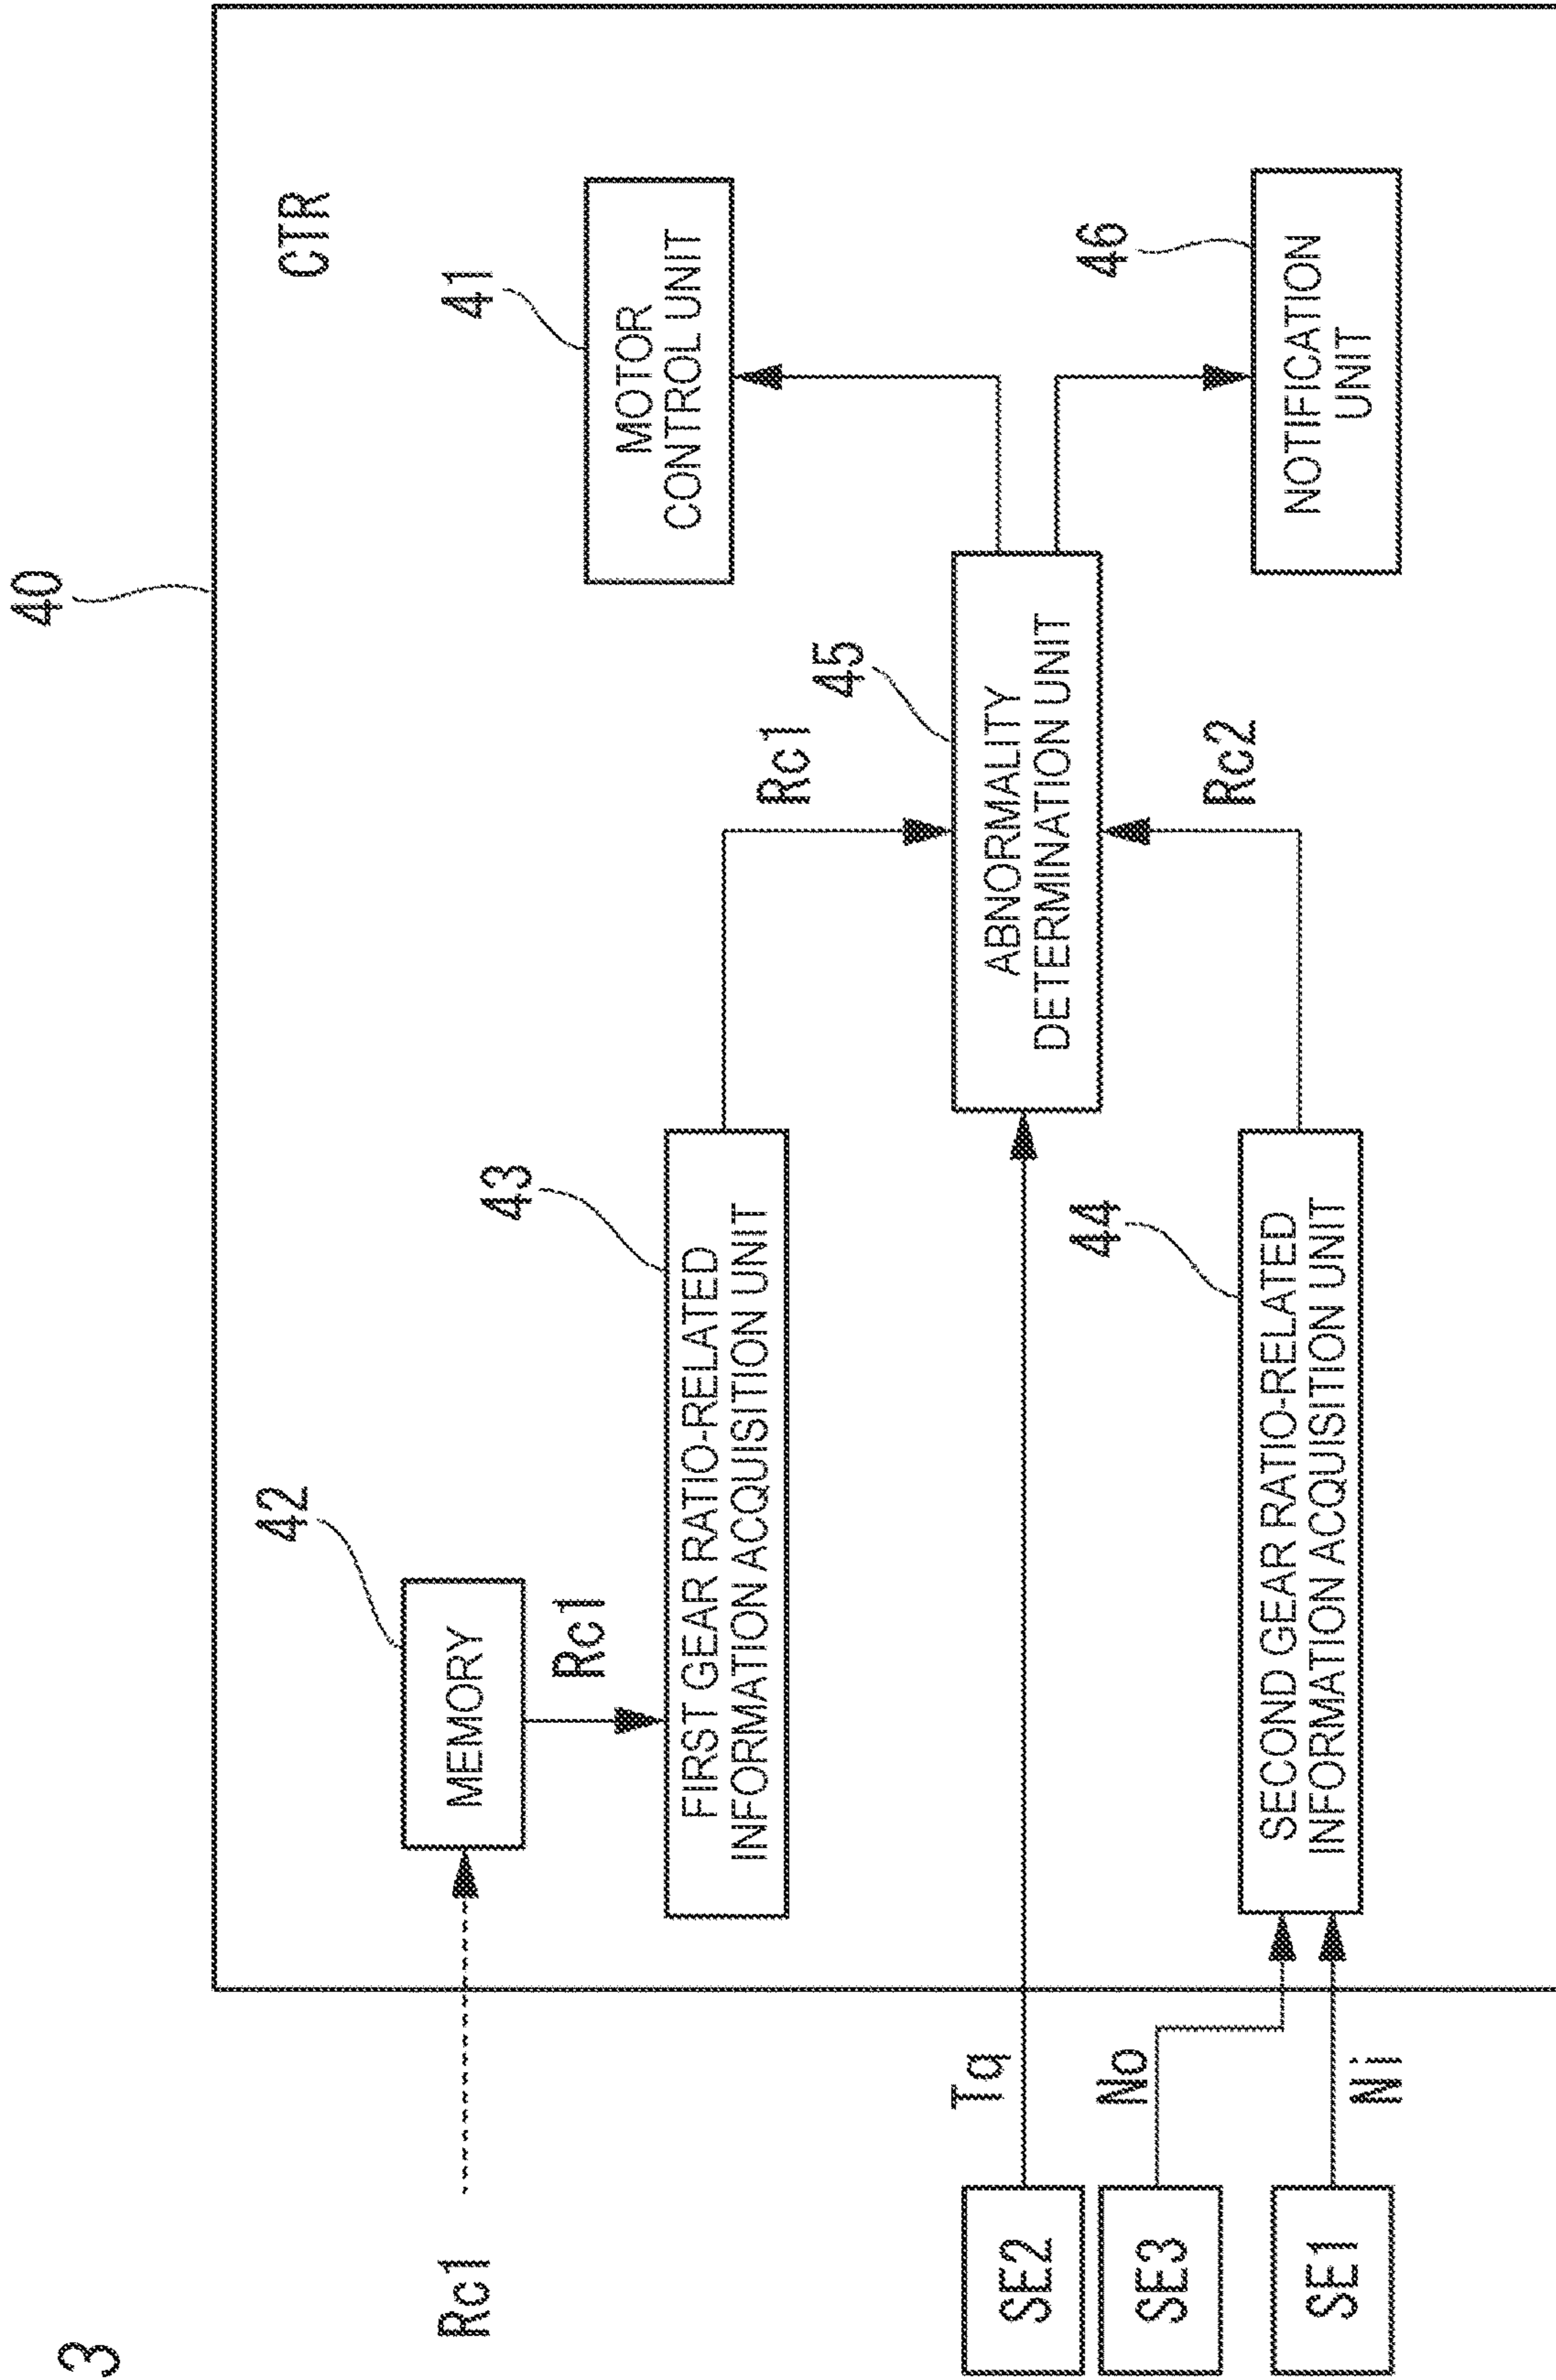 3
40
CTR
Rc1
42
MEMORY
Rc1
43
FIRST GEAR RATIO-RELATED
INFORMATION ACQUISITION UNIT
Rc1
41
MOTOR
CONTROL UNIT
45
ABNORMALITY
DETERMINATION UNIT
SE2
Tq
SE3
No
SE1
Ni
44
SECOND GEAR RATIO-RELATED
INFORMATION ACQUISITION UNIT
Rc2
46
NOTIFICATION
UNIT